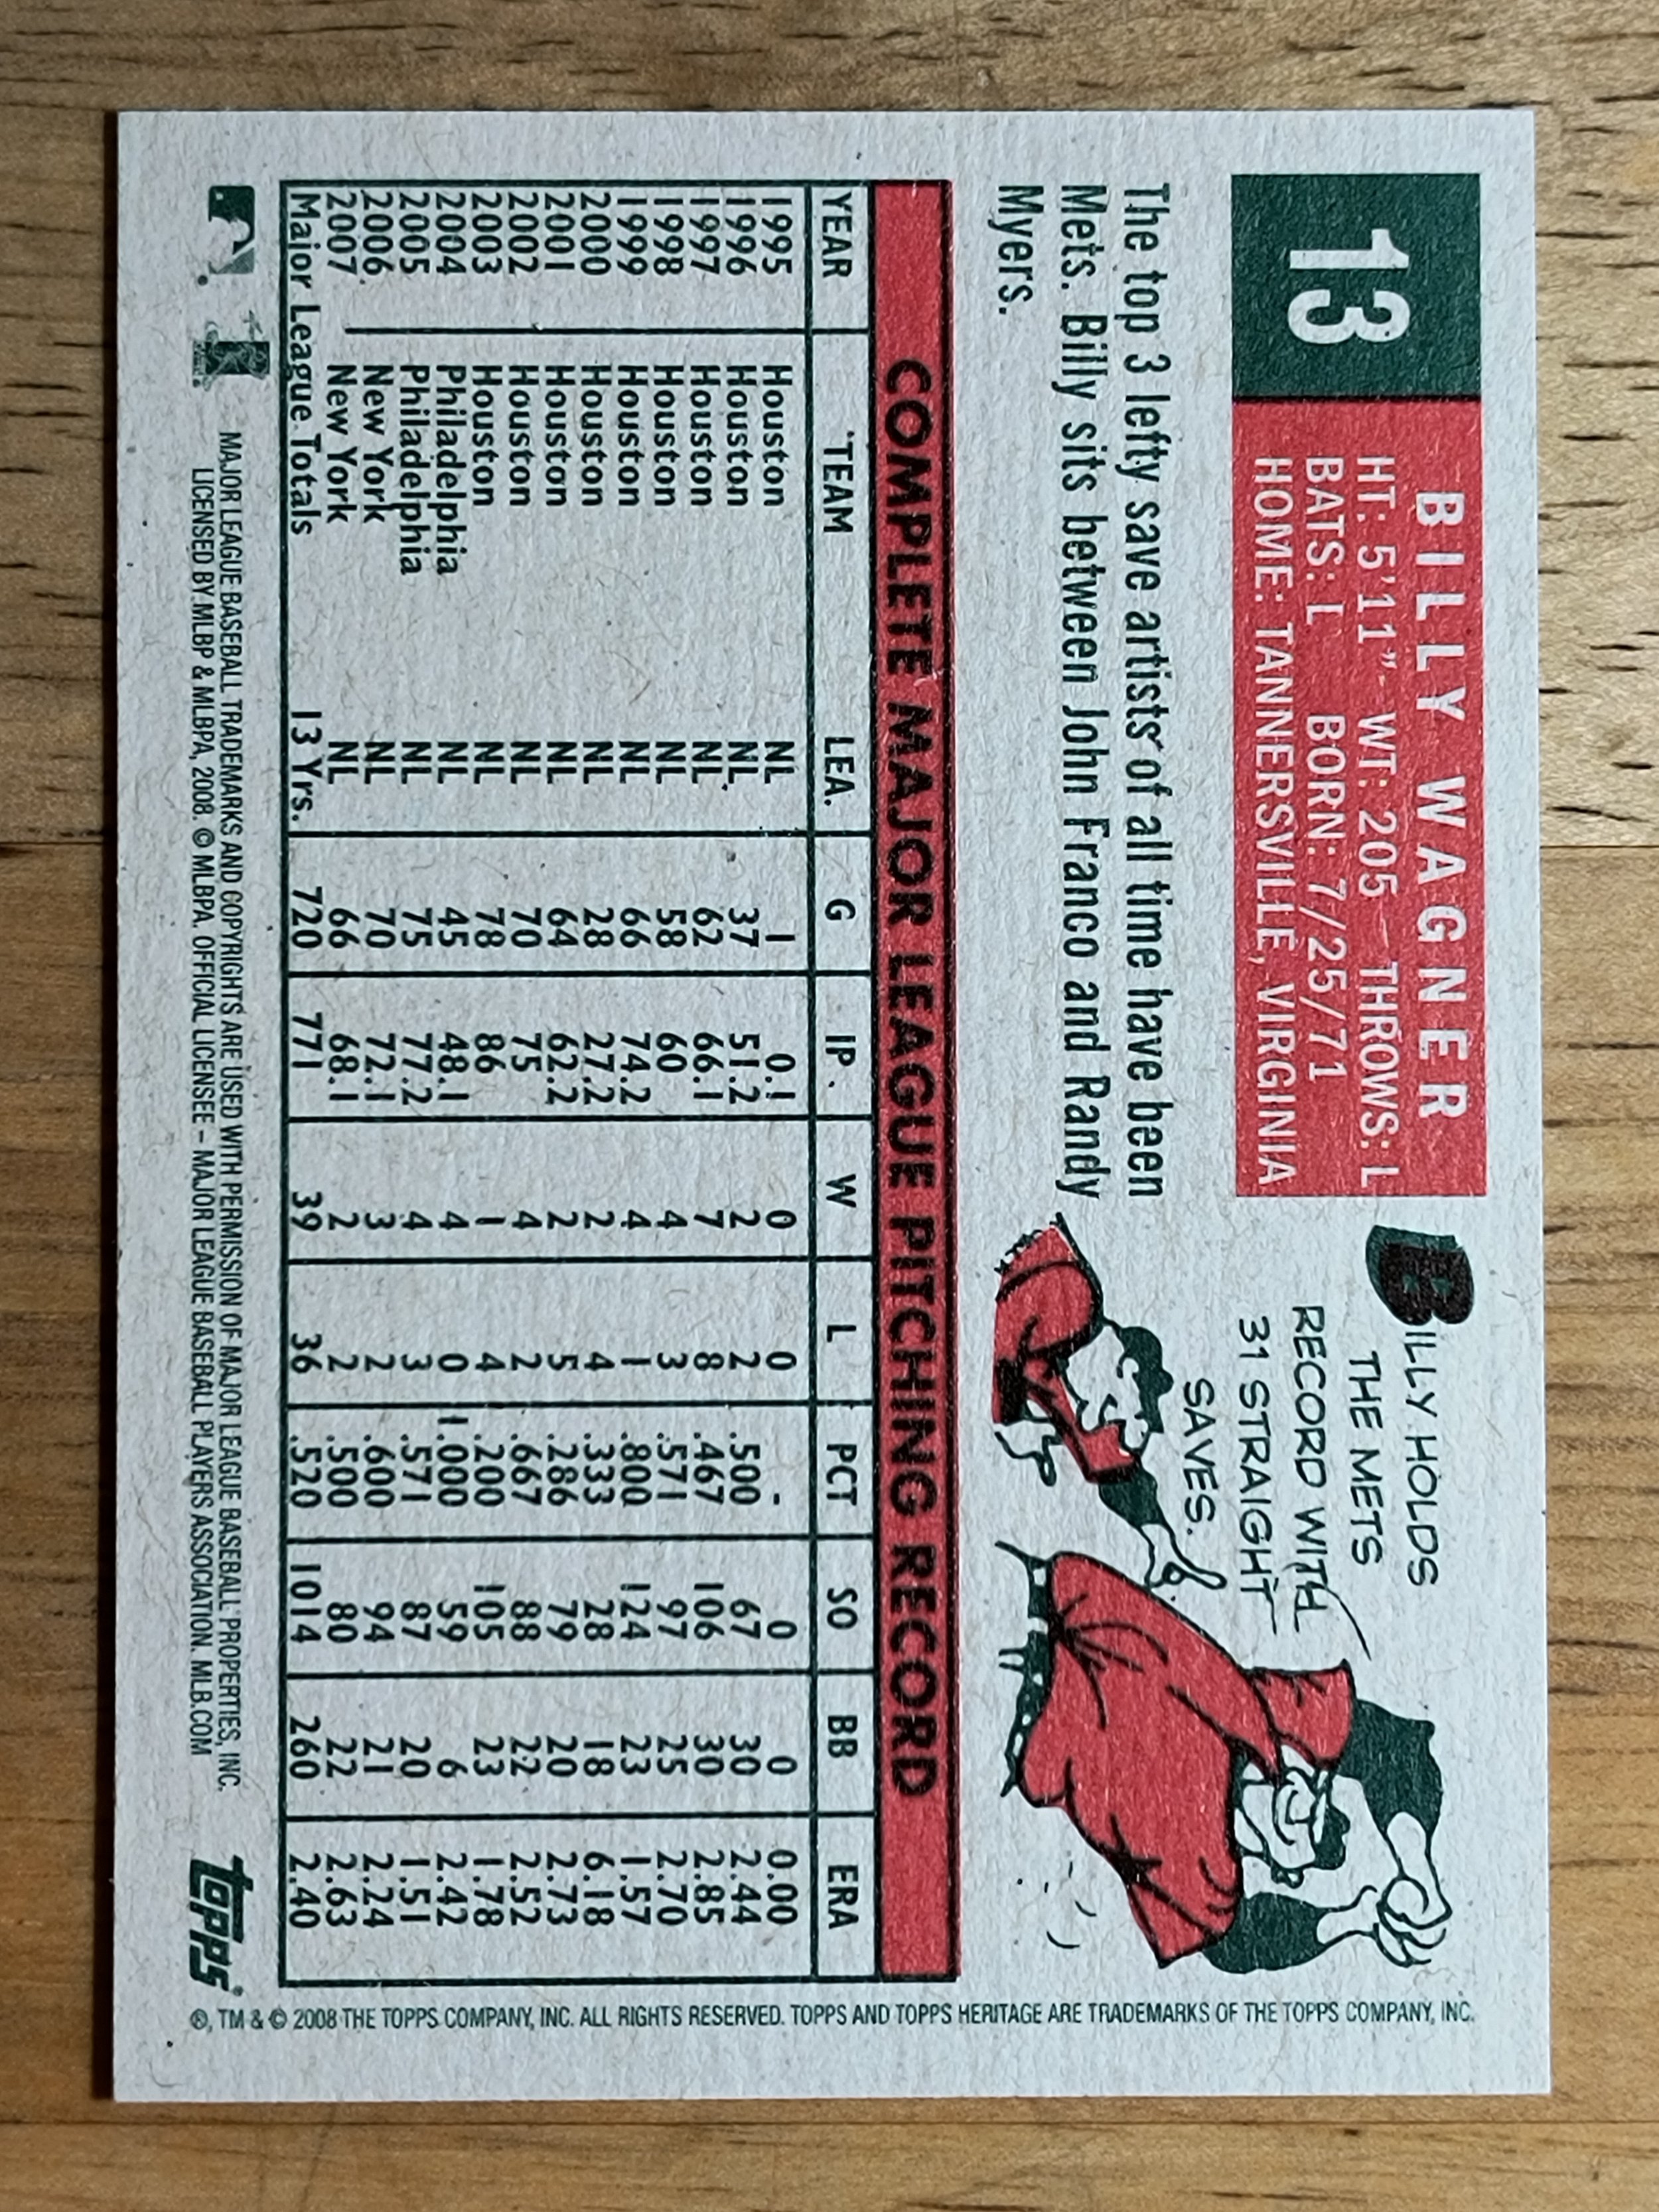 13
BILLY WAGNER
HT: 5'11" WT: 205 THROWS: L
BATS: L BORN: 7/25/71
HOME: TANNERSVILLE, VIRGINIA
The top 3 lefty save artists of all time have been
Mets. Billy sits between John Franco and Randy
Myers.
BILLY HOLDS
THE METS
RECORD WITH
31 STRAIGHT
SAVES.
COMPLETE MAJOR LEAGUE PITCHING RECORD
YEAR TEAM LEA. G IP W L PCT SO BB ERA
1995 Houston NL 1 0.1 0 0 - 0 0 0.00
1996 Houston NL 37 51.2 2 2 .500 67 30 2.44
1997 Houston NL 62 66.1 7 8 .467 106 30 2.85
1998 Houston NL 58 60 4 3 .571 97 25 2.70
1999 Houston NL 66 74.2 4 1 .800 124 23 1.57
2000 Houston NL 28 27.2 2 4 .333 28 18 6.18
2001 Houston NL 64 62.2 2 5 .286 79 20 2.73
2002 Houston NL 70 75 4 2 .667 88 22 2.52
2003 Houston NL 78 86 1 4 .200 105 23 1.78
2004 Philadelphia NL 45 48.1 4 0 1.000 59 6 2.42
2005 Philadelphia NL 75 77.2 4 3 .571 87 20 1.51
2006 New York NL 70 72.1 3 2 .600 94 21 2.24
2007 New York NL 66 68.1 2 2 .500 80 22 2.63
Major League Totals 13 Yrs. 720 771 39 36 .520 1014 260 2.40
MAJOR LEAGUE BASEBALL TRADEMARKS AND COPYRIGHTS ARE USED WITH PERMISSION OF MAJOR LEAGUE BASEBALL PROPERTIES, INC.
LICENSED BY MLBP & MLBPA, 2008. © MLBPA. OFFICIAL LICENSEE – MAJOR LEAGUE BASEBALL PLAYERS ASSOCIATION. MLB.COM
topps®
®, TM & © 2008 THE TOPPS COMPANY, INC. ALL RIGHTS RESERVED. TOPPS AND TOPPS HERITAGE ARE TRADEMARKS OF THE TOPPS COMPANY, INC.